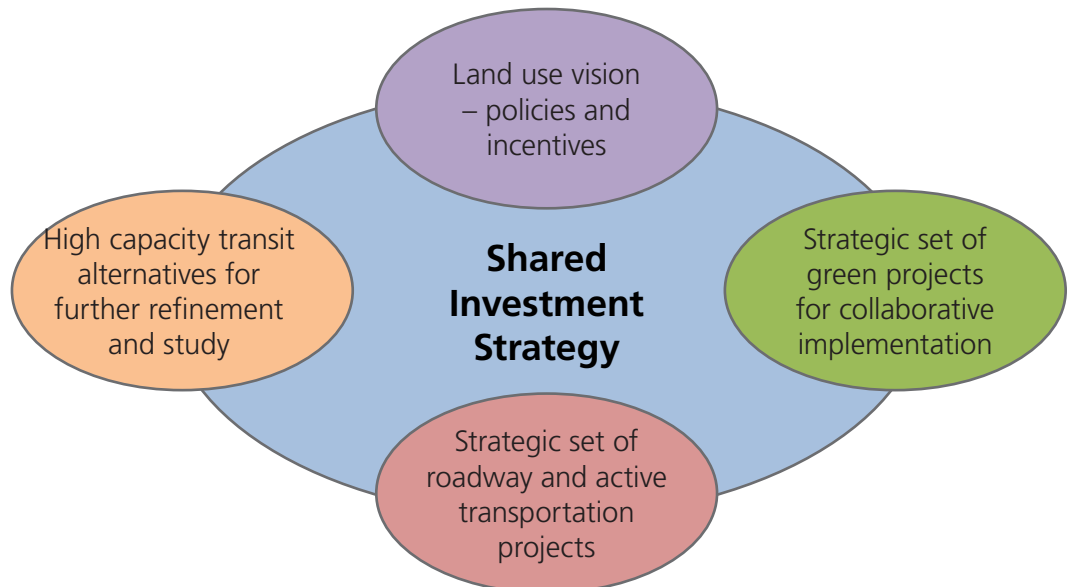 Land use vision
– policies and
incentives
High capacity transit
alternatives for
further refinement
and study
Shared
Investment
Strategy
Strategic set of
green projects
for collaborative
implementation
Strategic set of
roadway and active
transportation
projects